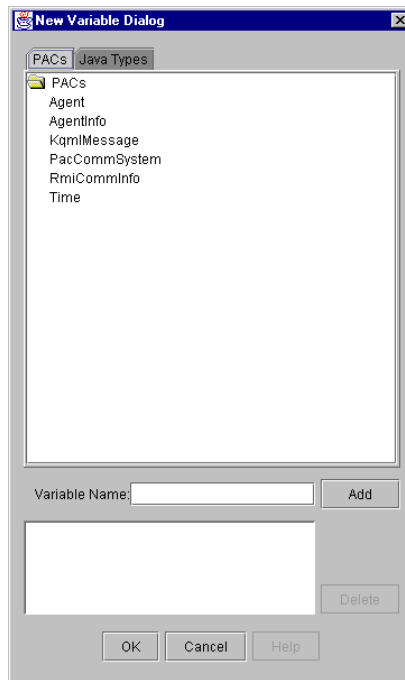 New Variable Dialog
PACs Java Types
PACs
Agent
AgentInfo
KqmlMessage
PacCommSystem
RmiCommInfo
Time
Variable Name: Add
Delete
OK Cancel Help